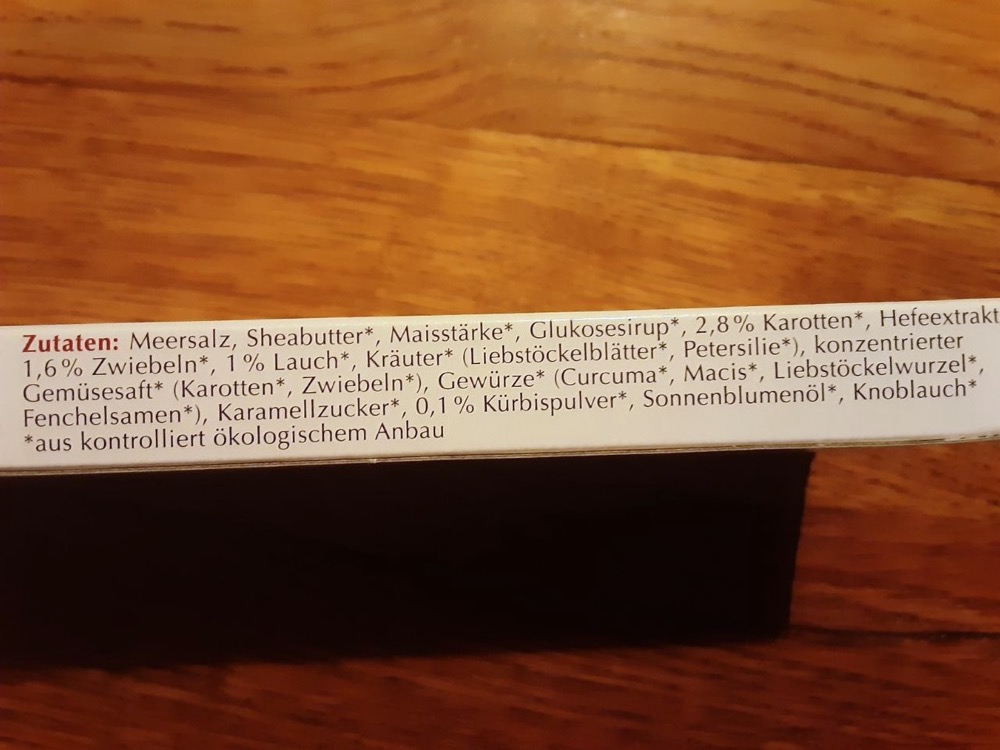 Zutaten: Meersalz, Sheabutter*, Maisstärke*, Glukosesirup*, 2,8% Karotten*, Hefeextrakt
1,6% Zwiebeln*, 1% Lauch*, Kräuter* (Liebstöckelblätter*, Petersilie*), konzentrierter
Gemüsesaft* (Karotten*, Zwiebeln*), Gewürze* (Curcuma*, Macis*, Liebstöckelwurzel*,
Fenchelsamen*), Karamellzucker*, 0,1% Kürbispulver*, Sonnenblumenöl*, Knoblauch*
*aus kontrolliert ökologischem Anbau